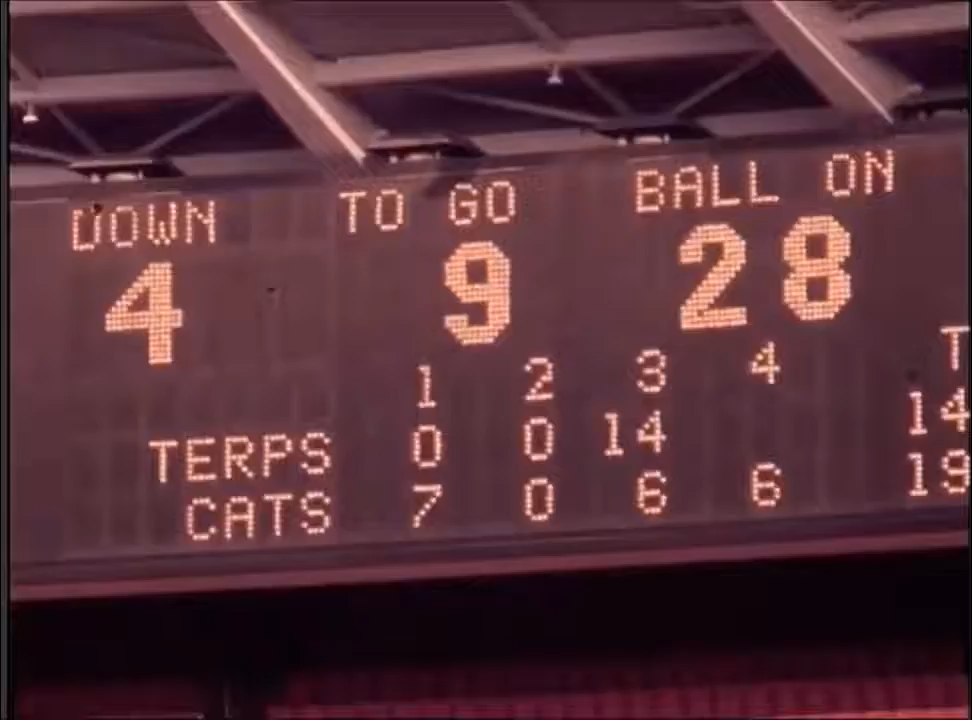 DOWN TO GO BALL ON
4 9 28
1 2 3 4 T
TERPS 0 0 14 14
CATS 7 0 6 6 19